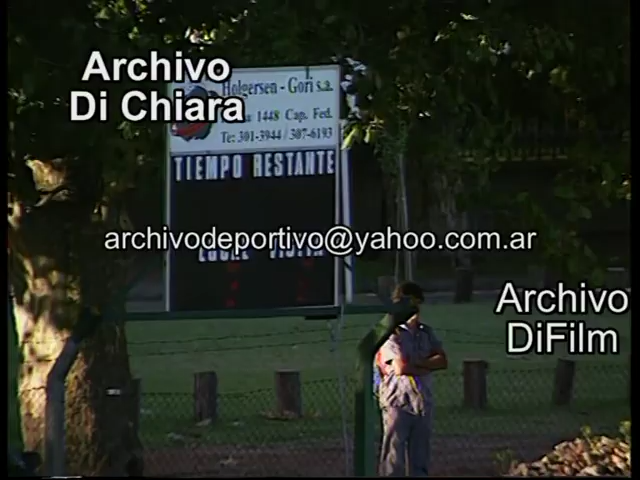 Archivo
Di Chiara
Holgersen - Gori s.a.
1448 Cap. Fed.
Te: 301-3944 / 307-6193
TIEMPO RESTANTE
archivodeportivo@yahoo.com.ar
LOCAL VISITA
Archivo
DiFilm